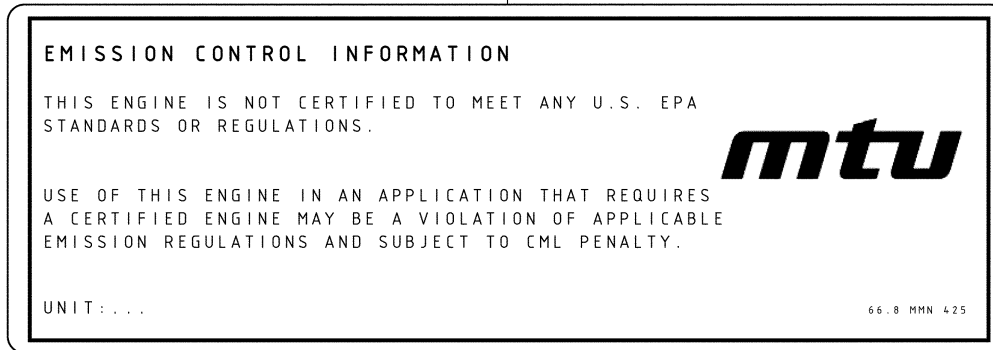 EMISSION CONTROL INFORMATION
THIS ENGINE IS NOT CERTIFIED TO MEET ANY U.S. EPA
STANDARDS OR REGULATIONS.
mtu
USE OF THIS ENGINE IN AN APPLICATION THAT REQUIRES
A CERTIFIED ENGINE MAY BE A VIOLATION OF APPLICABLE
EMISSION REGULATIONS AND SUBJECT TO CML PENALTY.
UNIT:...
66.8 MMN 425